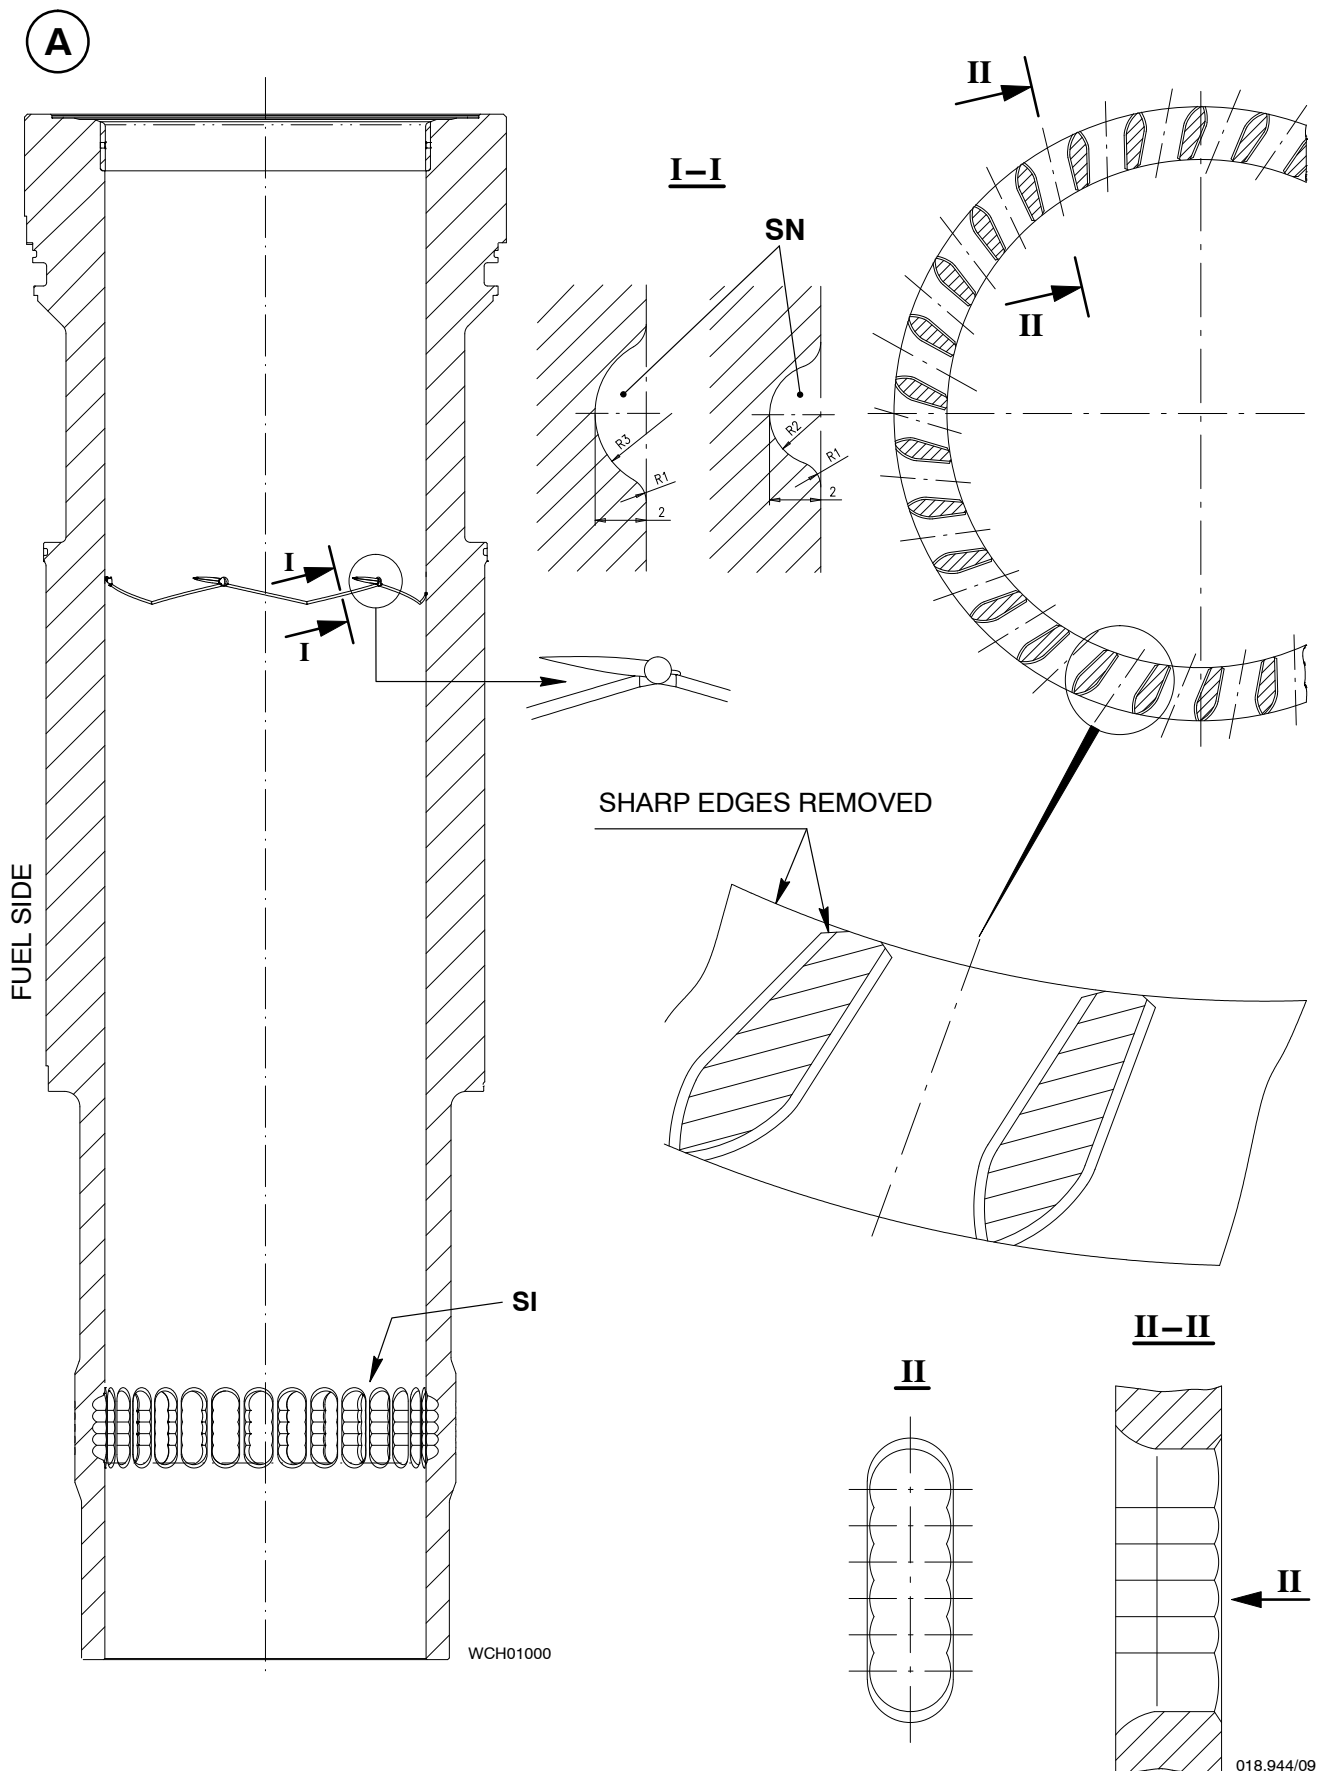 A
II
I–I
SN
II
R3
R2
R1
R1
2
2
I
I
SHARP EDGES REMOVED
FUEL SIDE
SI
II–II
II
II
WCH01000
018.944/09